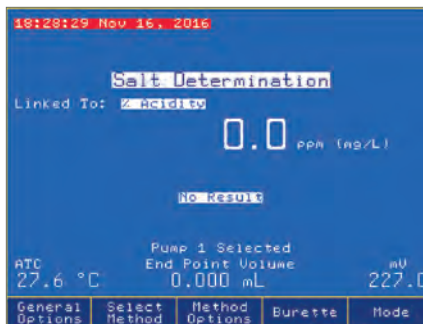 18:28:29 Nov 16, 2016
Salt Determination
Linked To: % Acidity
0.0 ppm (mg/L)
No Result
Pump 1 Selected
ATC End Point Volume mV
27.6 °C 0.000 mL 227.0
General Options Select Method Method Options Burette Mode